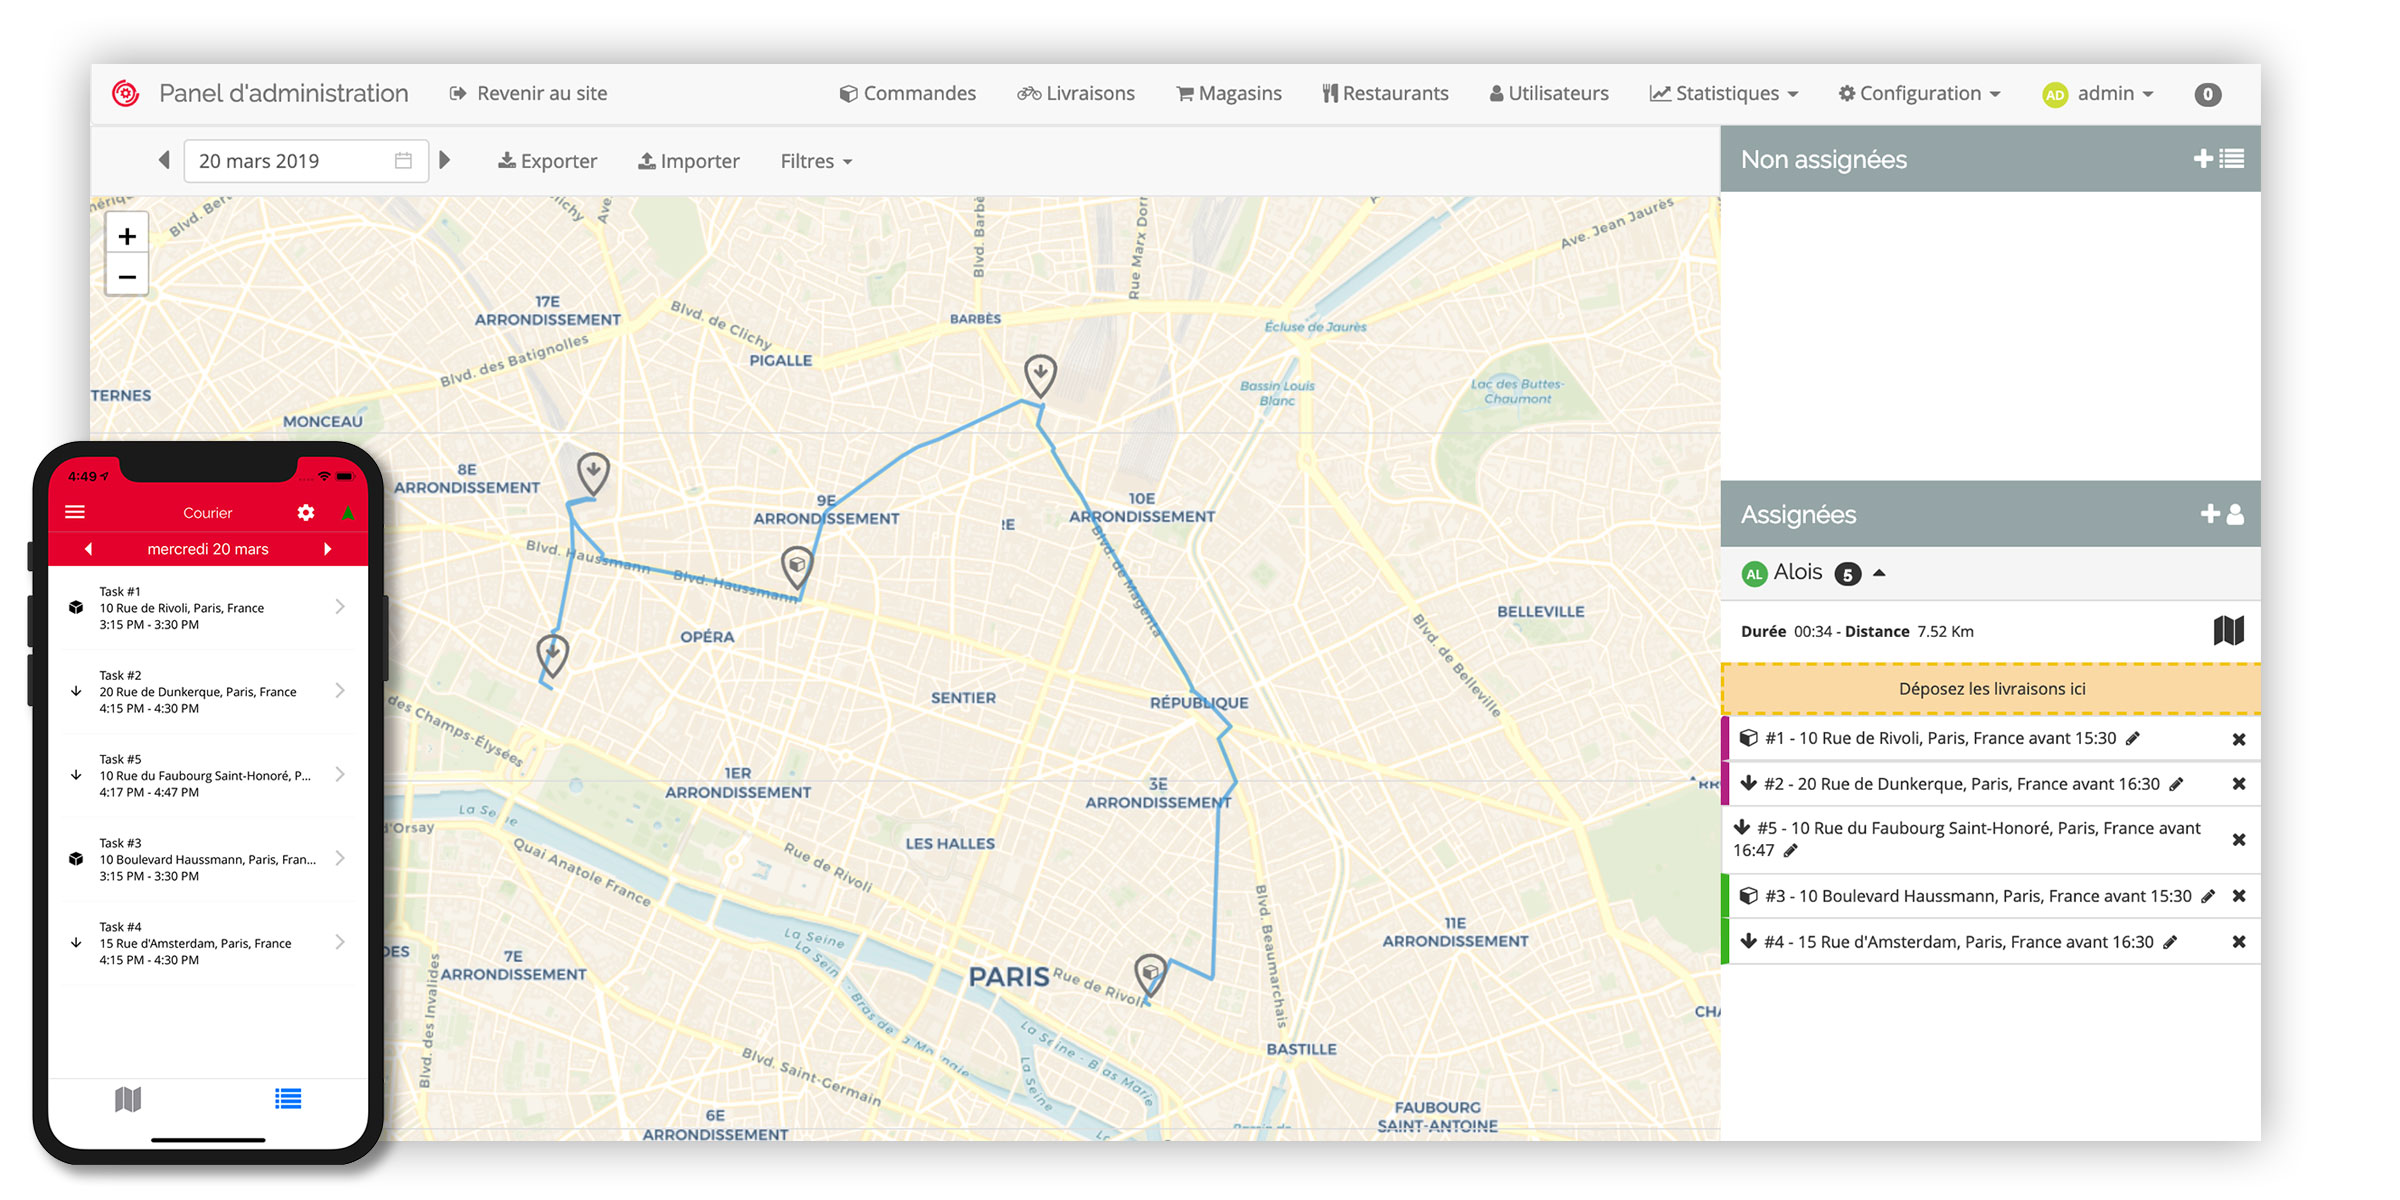 Panel d'administration
Revenir au site
Commandes
Livraisons
Magasins
Restaurants
Utilisateurs
Statistiques
Configuration
AD admin
0
20 mars 2019
Exporter
Importer
Filtres
+
−
Blvd. Barbè
Rue Marx Dor
Ave. Jean Jaurès
17E
ARRONDISSEMENT
Blvd. de Clichy
BARBÈS
Écluse de Jaurès
Blvd. des Batignolles
PIGALLE
TERNES
Bassin Louis
Blanc
Lac des Buttes-
Chaumont
MONCEAU
8E
ARRONDISSEMENT
9E
ARRONDISSEMENT
10E
ARRONDISSEMENT
Blvd. Haussmann
Blvd. Haussmann
Blvd. de Magenta
BELLEVILLE
OPÉRA
Blvd. de Belleville
SENTIER
RÉPUBLIQUE
des Champs-Élysées
1ER
ARRONDISSEMENT
3E
ARRONDISSEMENT
d'Orsay
Quai Anatole France
Rue de Rivoli
LES HALLES
Blvd. Beaumarchais
11E
ARRONDISSEMENT
La Seine
7E
ARRONDISSEMENT
PARIS
Rue de Rivoli
Blvd. des Invalides
Bras de la Monnaie
La Seine - Bras Marie
La Seine
BASTILLE
Blvd. Saint-Germain
6E
ARRONDISSEMENT
FAUBOURG
SAINT-ANTOINE
Non assignées
Assignées
AL Alois 5
Durée 00:34 - Distance 7.52 Km
Déposez les livraisons ici
#1 - 10 Rue de Rivoli, Paris, France avant 15:30
#2 - 20 Rue de Dunkerque, Paris, France avant 16:30
#5 - 10 Rue du Faubourg Saint-Honoré, Paris, France avant
16:47
#3 - 10 Boulevard Haussmann, Paris, France avant 15:30
#4 - 15 Rue d'Amsterdam, Paris, France avant 16:30
4:49
Courier
mercredi 20 mars
Task #1
10 Rue de Rivoli, Paris, France
3:15 PM - 3:30 PM
Task #2
20 Rue de Dunkerque, Paris, France
4:15 PM - 4:30 PM
Task #5
10 Rue du Faubourg Saint-Honoré, P...
4:17 PM - 4:47 PM
Task #3
10 Boulevard Haussmann, Paris, Fran...
3:15 PM - 3:30 PM
Task #4
15 Rue d'Amsterdam, Paris, France
4:15 PM - 4:30 PM